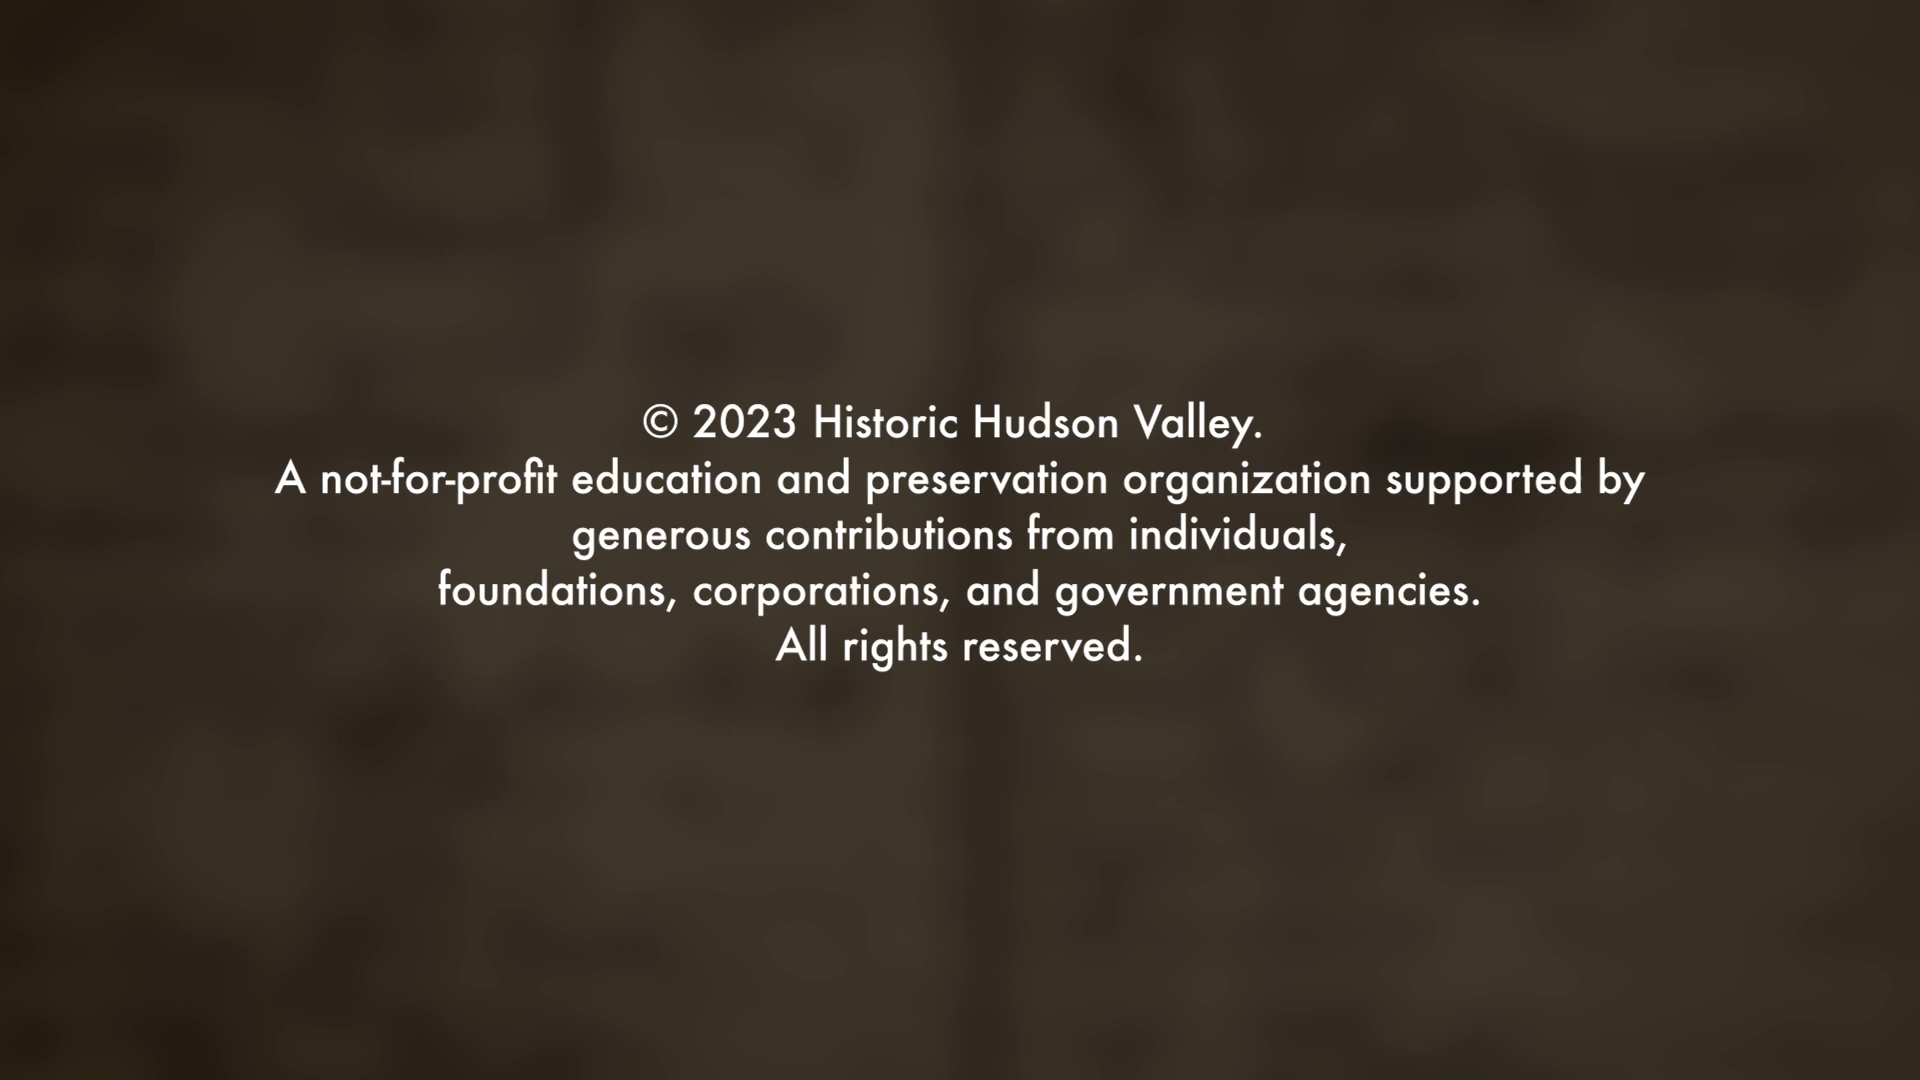 © 2023 Historic Hudson Valley.
A not-for-profit education and preservation organization supported by
generous contributions from individuals,
foundations, corporations, and government agencies.
All rights reserved.